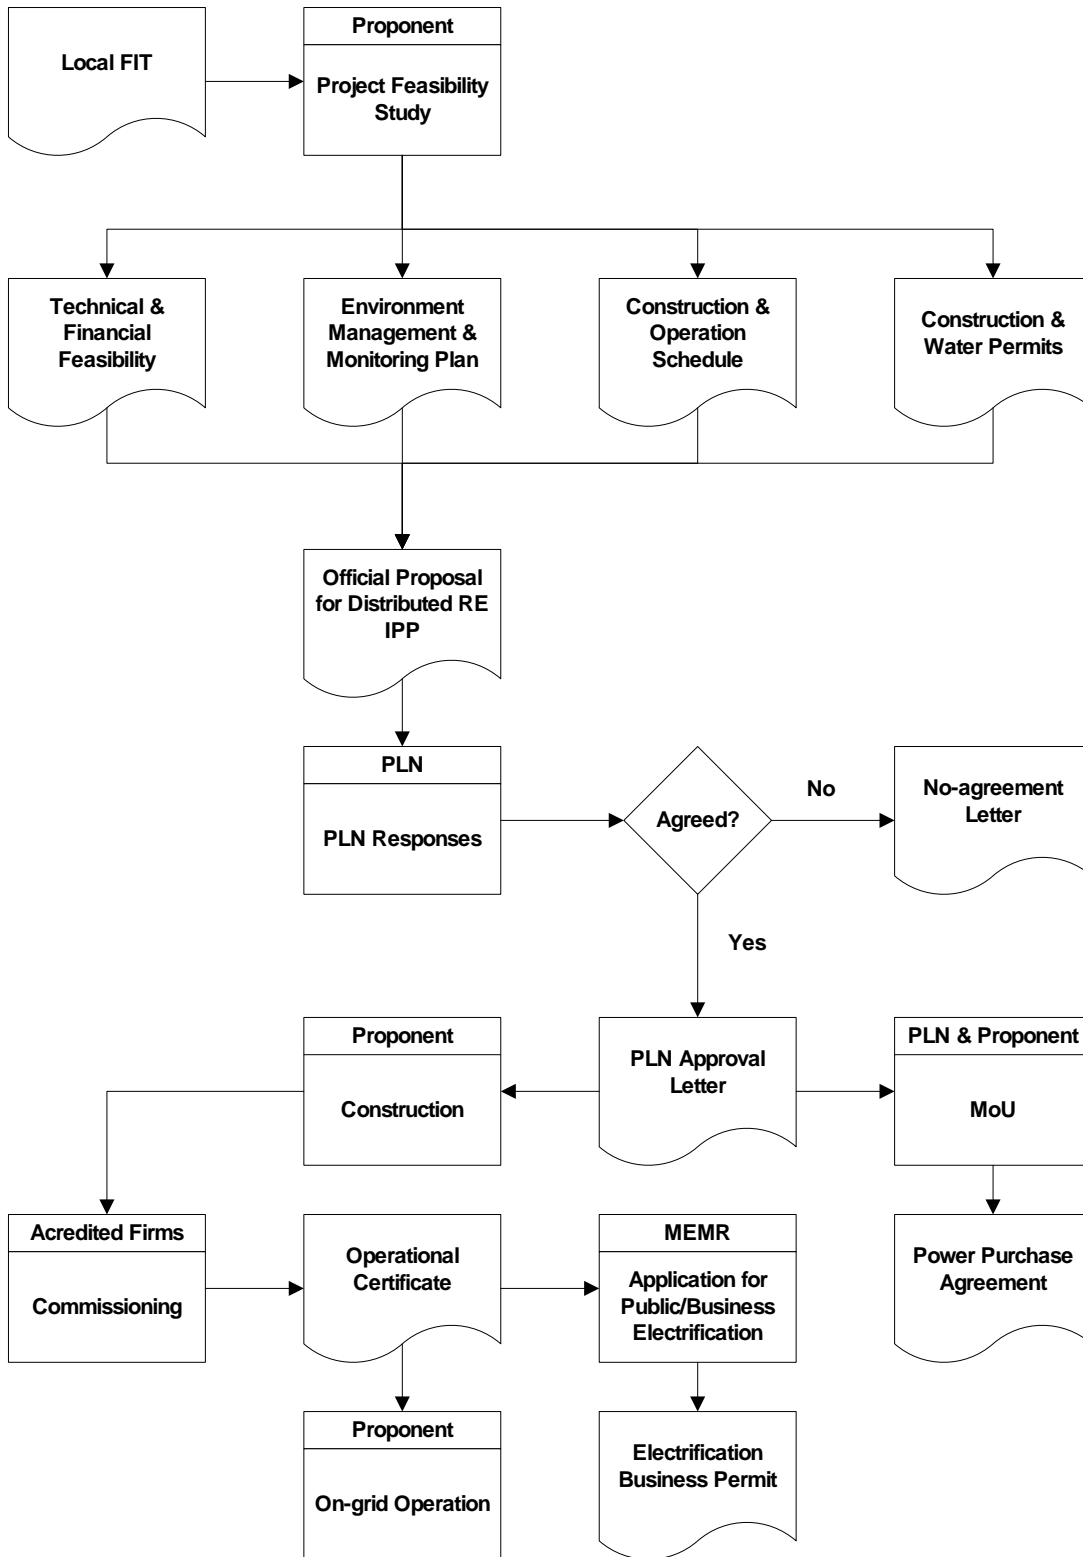 Local FIT
Proponent
Project Feasibility
Study
Technical &
Financial
Feasibility
Environment
Management &
Monitoring Plan
Construction &
Operation
Schedule
Construction &
Water Permits
Official Proposal
for Distributed RE
IPP
PLN
PLN Responses
Agreed?
No
No-agreement
Letter
Yes
Proponent
Construction
PLN Approval
Letter
PLN & Proponent
MoU
Acredited Firms
Commissioning
Operational
Certificate
MEMR
Application for
Public/Business
Electrification
Power Purchase
Agreement
Proponent
On-grid Operation
Electrification
Business Permit